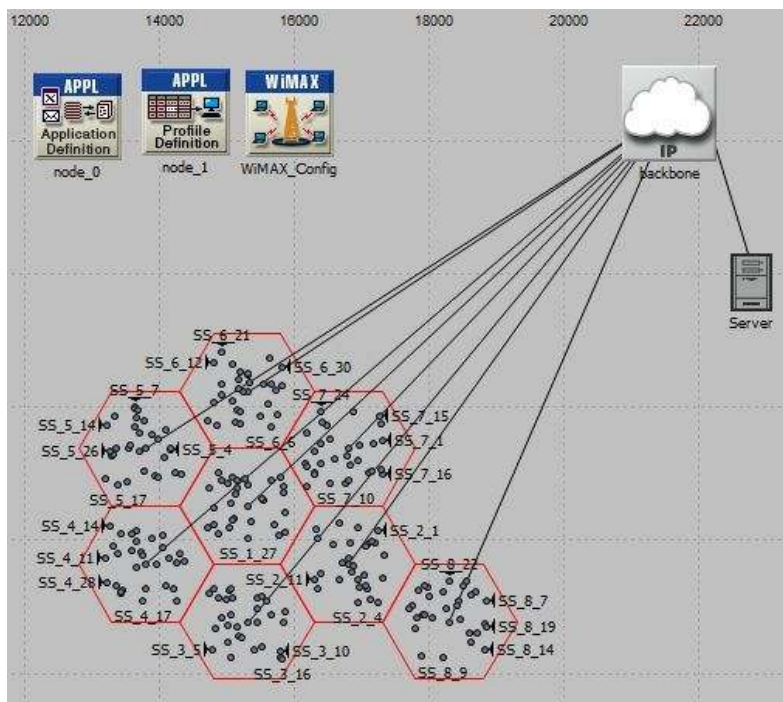 12000 14000 16000 18000 20000 22000
APPL
Application
Definition
node_0
APPL
Profiile
Definition
node_1
WiMAX
WiMAX_Config
IP
backbone
Server
SS_6_21
SS_6_12
SS_6_30
SS_5_7
SS_7_24
SS_5_14
SS_7_15
SS_5_26
SS_5_4
SS_6_6
SS_7_1
SS_7_16
SS_5_17
SS_7_10
SS_4_14
SS_2_1
SS_4_11
SS_1_27
SS_8_22
SS_4_28
SS_2_11
SS_8_7
SS_4_17
SS_2_4
SS_8_19
SS_3_5
SS_3_10
SS_8_14
SS_3_16
SS_8_9